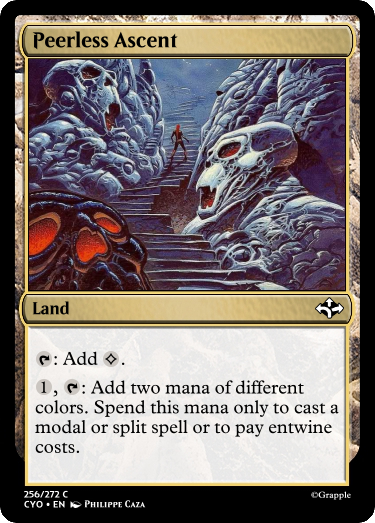 Peerless Ascent
Land
: Add .
1, : Add two mana of different
colors. Spend this mana only to cast a
modal or split spell or to pay entwine
costs.
256/272 C
CYO • EN Philippe Caza
©Grapple